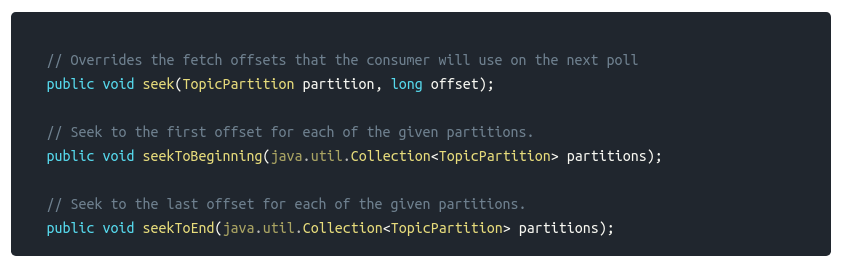 // Overrides the fetch offsets that the consumer will use on the next poll
public void seek(TopicPartition partition, long offset);
// Seek to the first offset for each of the given partitions.
public void seekToBeginning(java.util.Collection<TopicPartition> partitions);
// Seek to the last offset for each of the given partitions.
public void seekToEnd(java.util.Collection<TopicPartition> partitions);